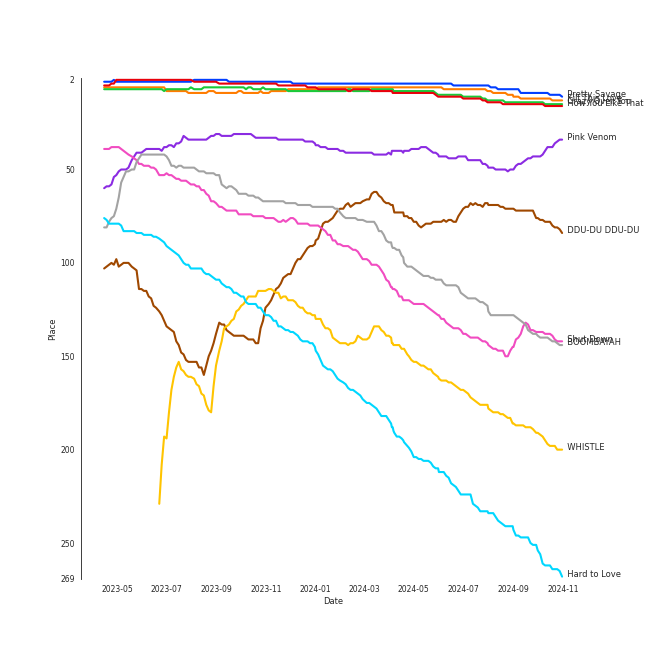 2
50
100
150
200
250
269
Place
2023-05
2023-07
2023-09
2023-11
2024-01
2024-03
2024-05
2024-07
2024-09
2024-11
Date
Pretty Savage
How You Like That
Pink Venom
DDU-DU DDU-DU
Shut Down
BOOMBAYAH
WHISTLE
Hard to Love